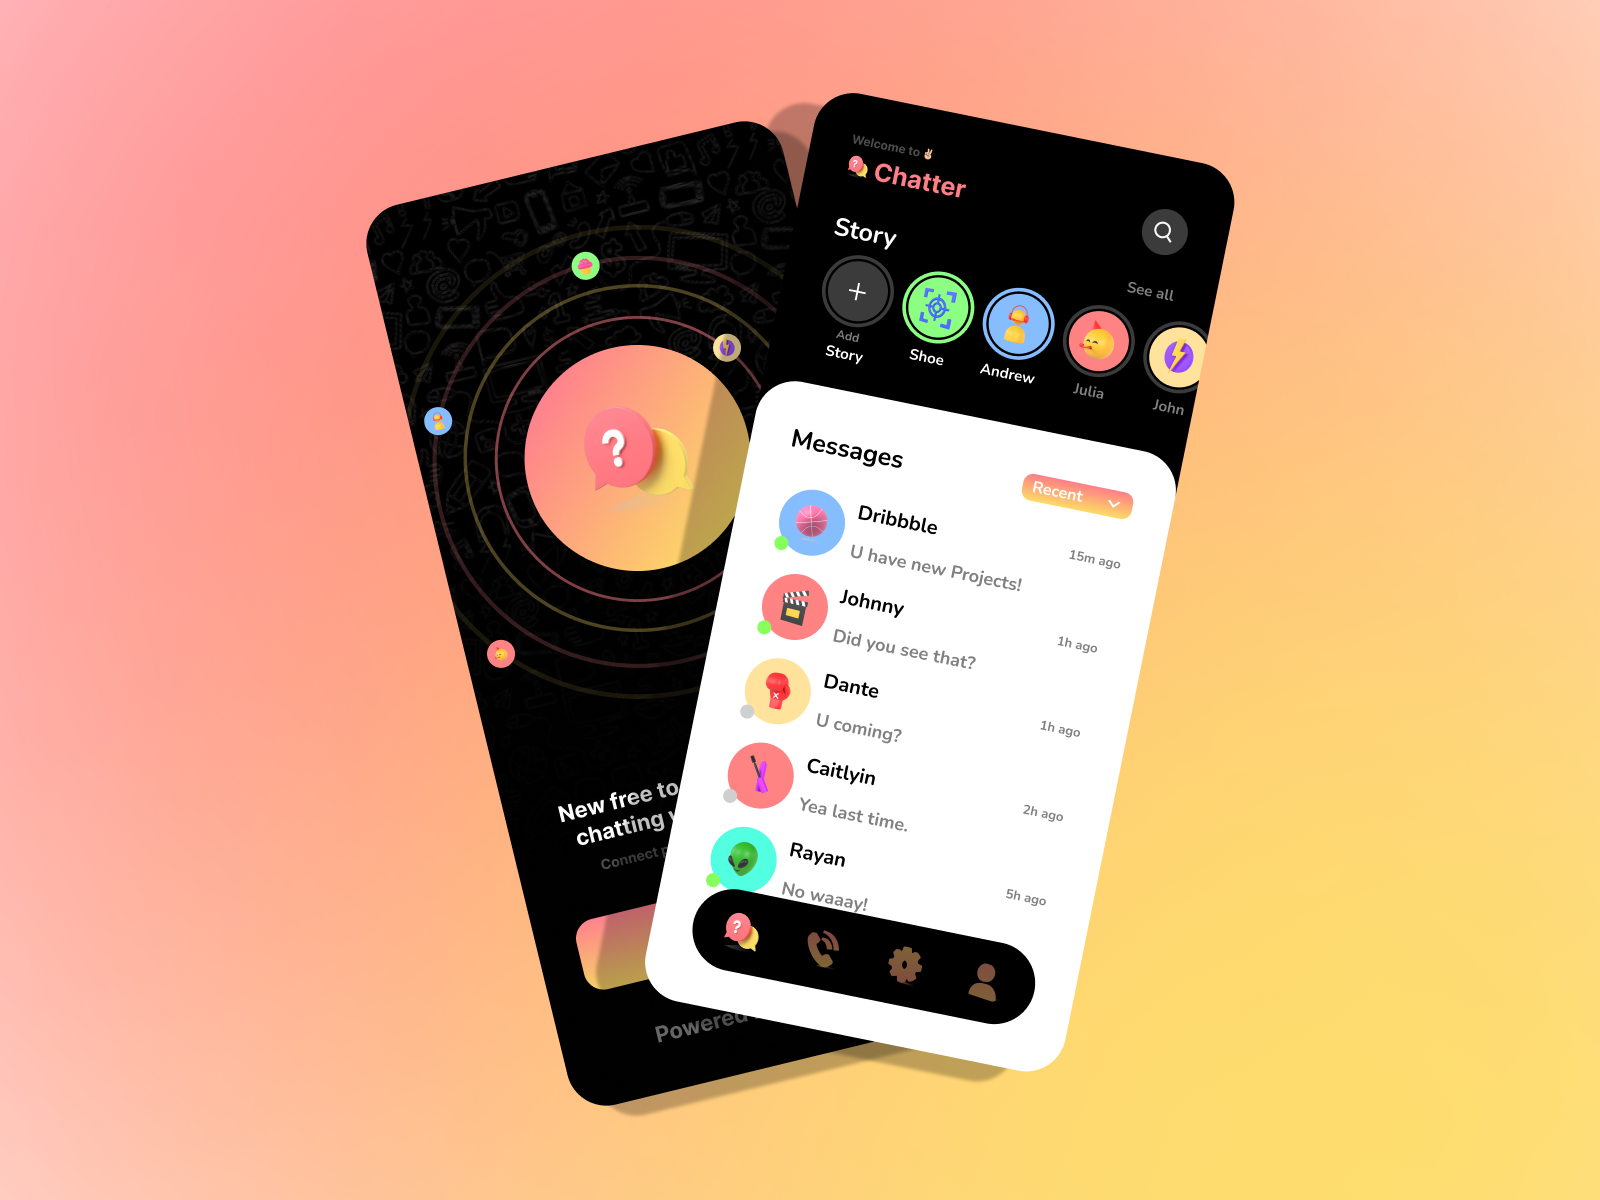 Welcome to ✌🏻
Chatter
Story
See all
Add
Story
Shoe
Andrew
Julia
John
Messages
Recent
Dribbble
U have new Projects!
15m ago
Johnny
Did you see that?
1h ago
Dante
U coming?
1h ago
Caitlyin
Yea last time.
2h ago
Rayan
No waaay!
5h ago
New free to
chatting
Connect
Powered